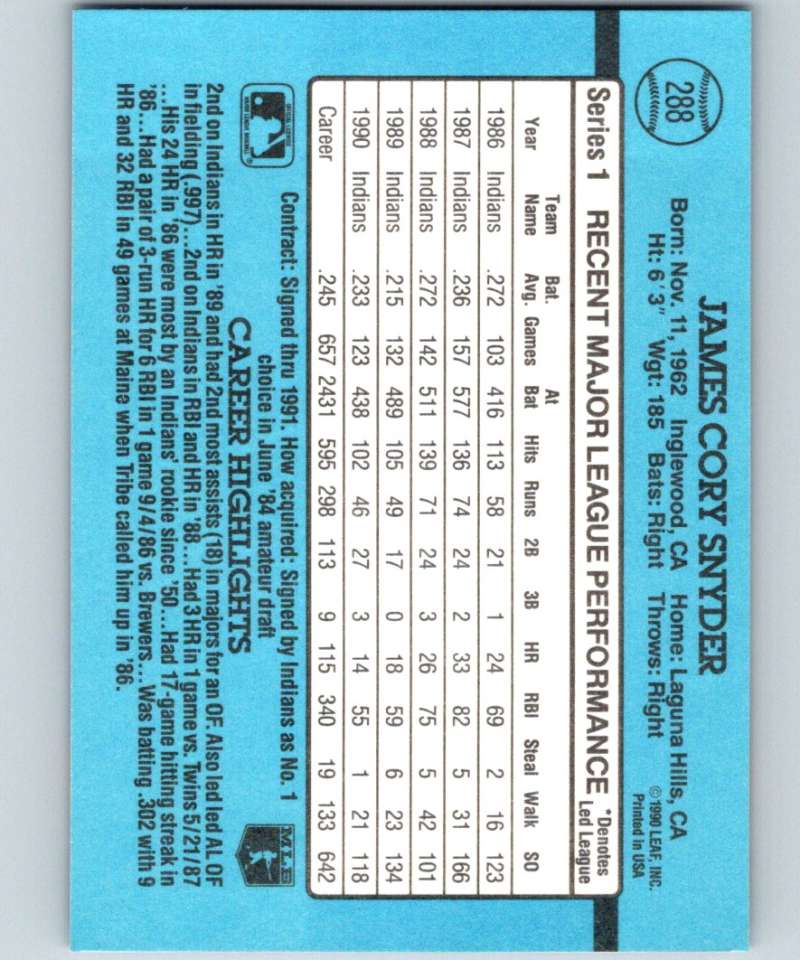 288
JAMES CORY SNYDER
Born: Nov. 11, 1962 Inglewood, CA Home: Laguna Hills, CA
Ht: 6'3" Wgt: 185 Bats: Right Throws: Right
© 1990 LEAF, INC.
Printed in USA
Series 1 RECENT MAJOR LEAGUE PERFORMANCE *Denotes Led League
Year Team Name Bat. Avg. Games At Bat Hits Runs 2B 3B HR RBI Steal Walk SO
1986 Indians .272 103 416 113 58 21 1 24 69 2 16 123
1987 Indians .236 157 577 136 74 24 2 33 82 5 31 166
1988 Indians .272 142 511 139 71 24 3 26 75 5 42 101
1989 Indians .215 132 489 105 49 17 0 18 59 6 23 134
1990 Indians .233 123 438 102 46 27 3 14 55 1 21 118
Career .245 657 2431 595 298 113 9 115 340 19 133 642
OFFICIAL LICENSEE
MAJOR LEAGUE BASEBALL
Contract: Signed thru 1991. How acquired: Signed by Indians as No. 1
choice in June '84 amateur draft
MLB
CAREER HIGHLIGHTS
2nd on Indians in HR in '89 and had 2nd most assists (18) in majors for an OF. Also led led AL OF
in fielding (.997)...2nd on Indians in RBI and HR in '88...Had 3 HR in 1 game vs. Twins 5/21/87
...His 24 HR in '86 were most by an Indians' rookie since '50...Had 17-game hitting streak in
'86...Had a pair of 3-run HR for 6 RBI in 1 game 9/4/86 vs. Brewers...Was batting .302 with 9
HR and 32 RBI in 49 games at Maine when Tribe called him up in '86.